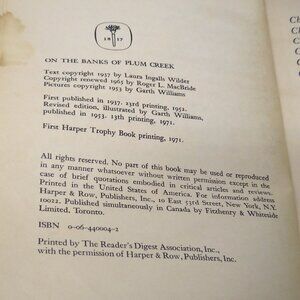 18 17
ON THE BANKS OF PLUM CREEK
Text copyright 1937 by Laura Ingalls Wilder
Copyright renewed 1965 by Roger L. MacBride
Pictures copyright 1953 by Garth Williams
First published in 1937. 13rd printing, 1952.
Revised edition, illustrated by Garth Williams,
published in 1953. 13th printing, 1971.
First Harper Trophy Book printing, 1971.
All rights reserved. No part of this book may be used or reproduced
in any manner whatsoever without written permission except in the
case of brief quotations embodied in critical articles and reviews.
Printed in the United States of America. For information address
Harper & Row, Publishers, Inc., 10 East 53rd Street, New York, N.Y.
10022. Published simultaneously in Canada by Fitzhenry & Whiteside
Limited, Toronto.
ISBN 0-06-440004-2
Printed by The Reader's Digest Association, Inc.,
with the permission of Harper & Row, Publishers, Inc.